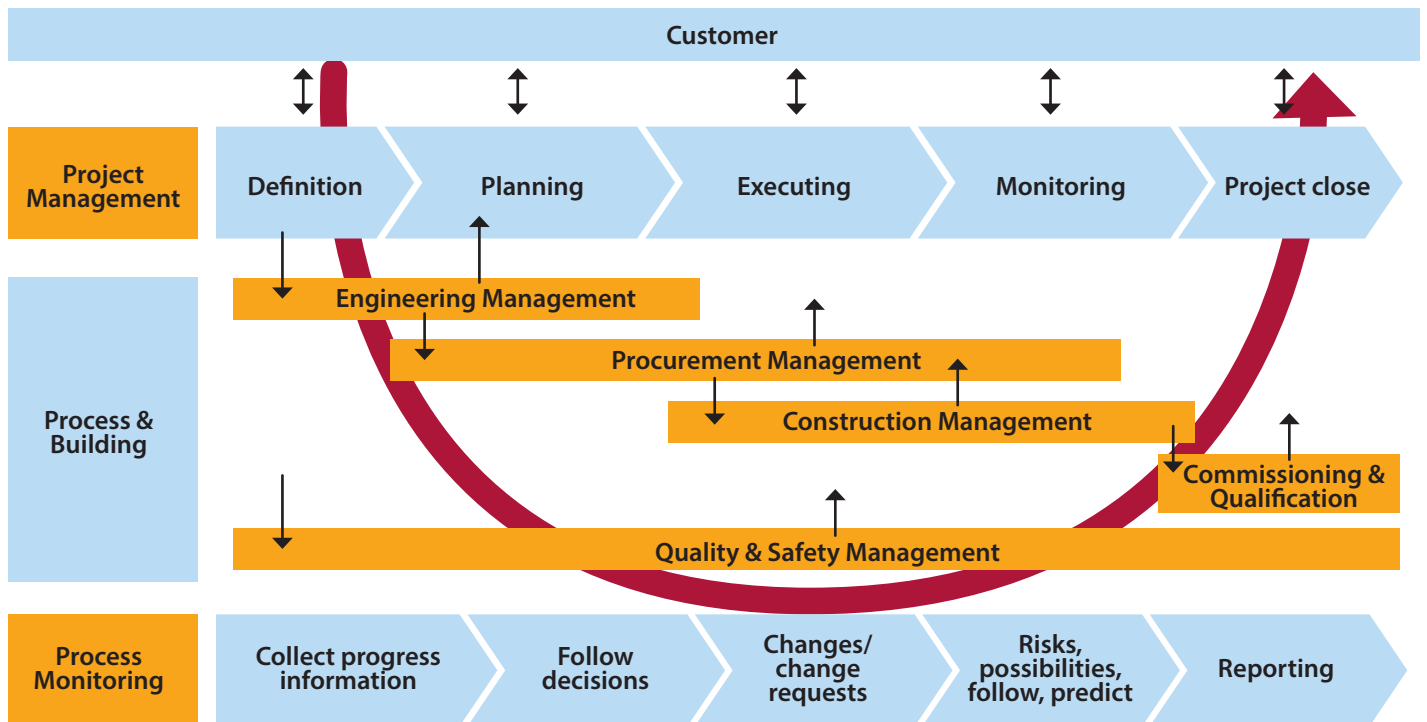 Customer
Project
Management
Definition
Planning
Executing
Monitoring
Project close
Engineering Management
Procurement Management
Construction Management
Process &
Building
Commissioning &
Qualification
Quality & Safety Management
Process
Monitoring
Collect progress
information
Follow
decisions
Changes/
change
requests
Risks,
possibilities,
follow, predict
Reporting